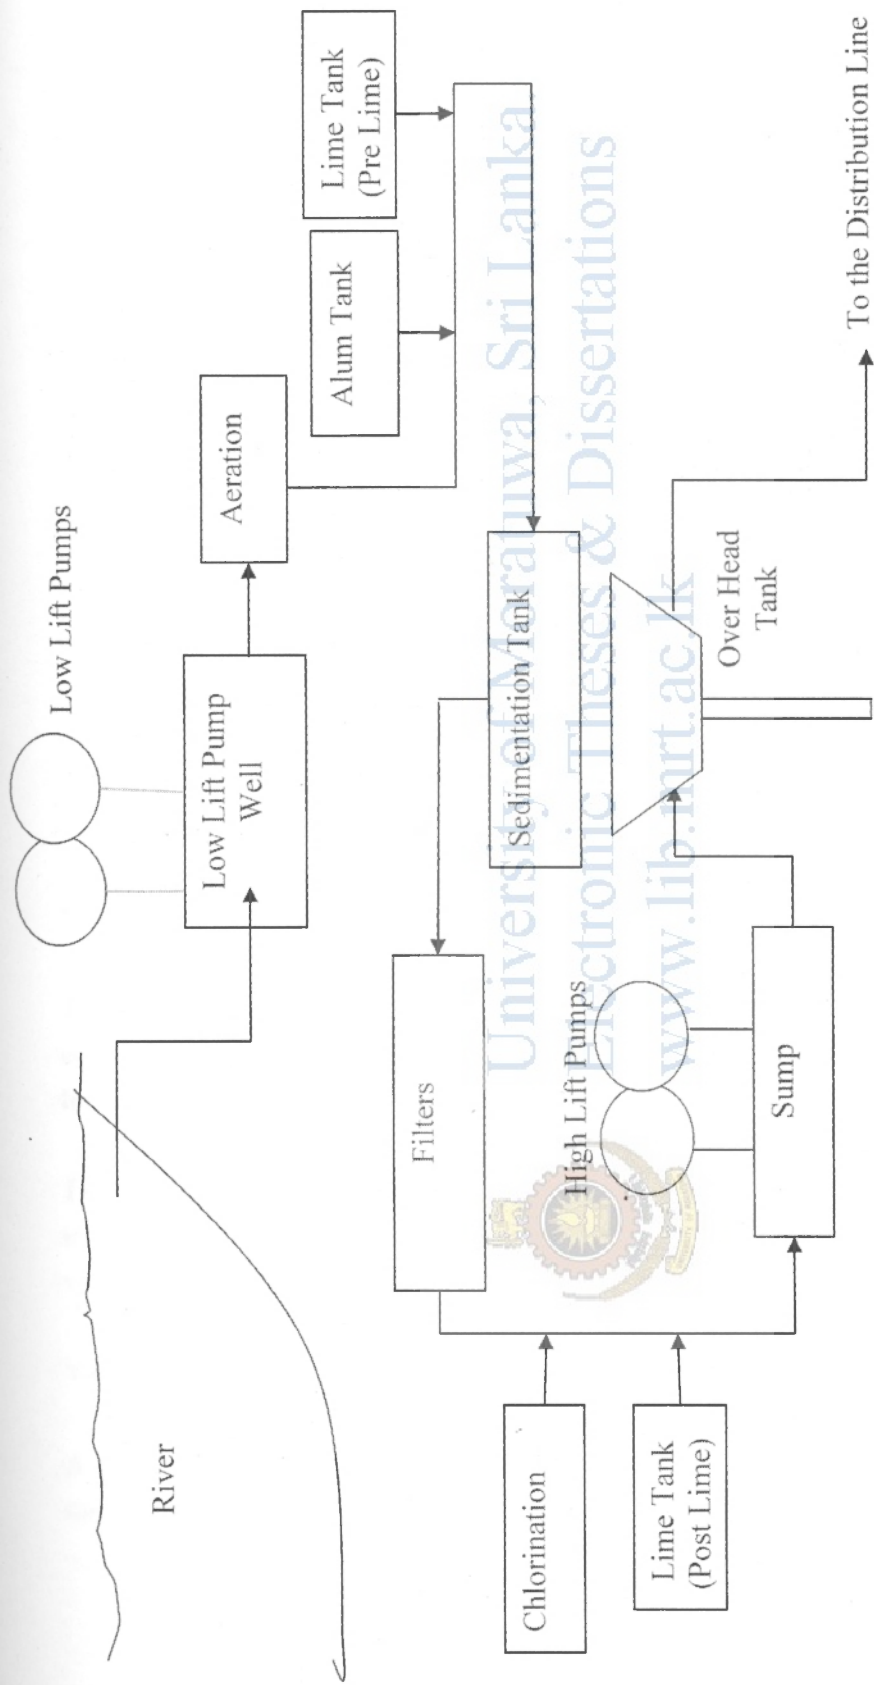 River
Low Lift Pumps
Low Lift Pump
Well
Aeration
Alum Tank
Lime Tank
(Pre Lime)
Sedimentation Tank
Filters
Chlorination
Lime Tank
(Post Lime)
High Lift Pumps
Sump
Over Head
Tank
To the Distribution Line
University of Moratuwa, Sri Lanka.
Electronic Theses & Dissertations
www.lib.mrt.ac.lk